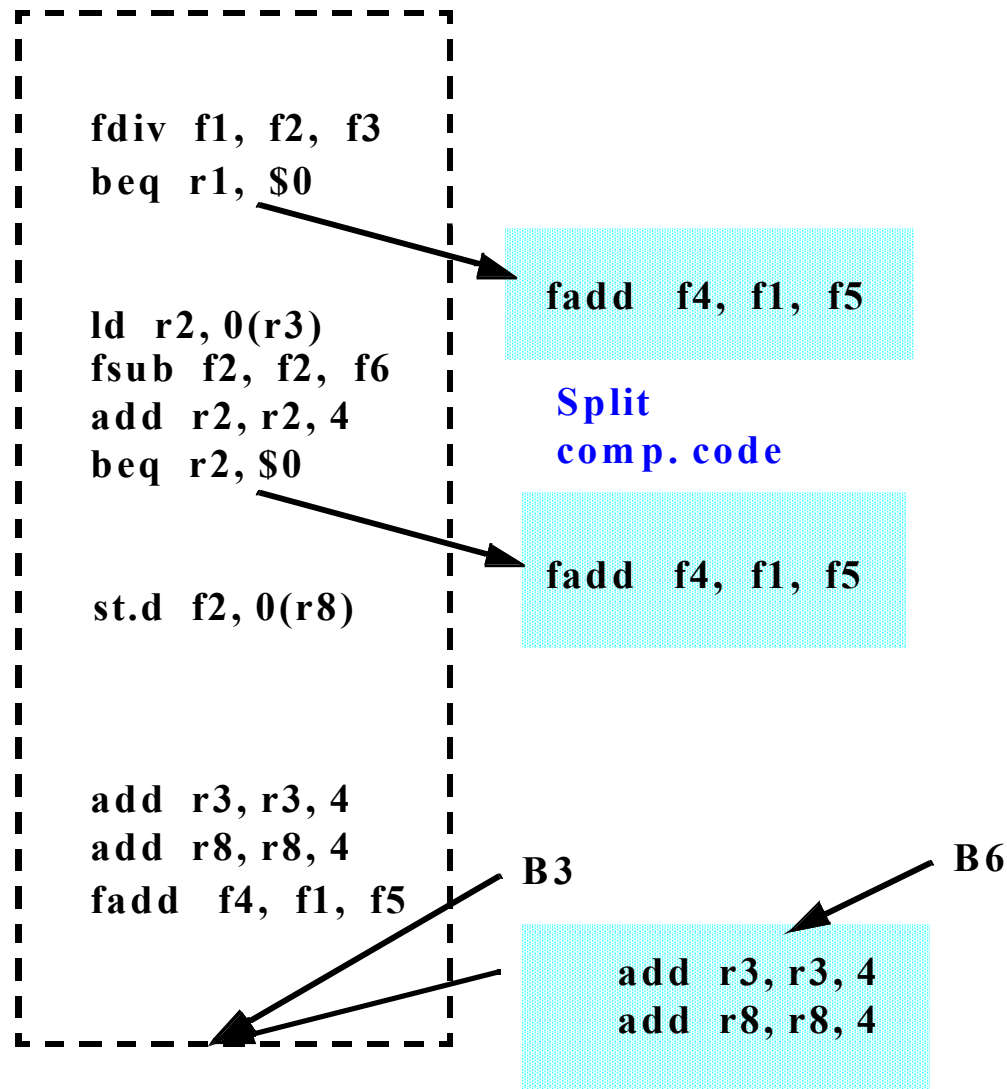 fdiv f1, f2, f3
beq r1, $0
fadd f4, f1, f5
ld r2, 0(r3)
fsub f2, f2, f6
add r2, r2, 4
beq r2, $0
Split
comp. code
fadd f4, f1, f5
st.d f2, 0(r8)
add r3, r3, 4
add r8, r8, 4
fadd f4, f1, f5
B3
B6
add r3, r3, 4
add r8, r8, 4